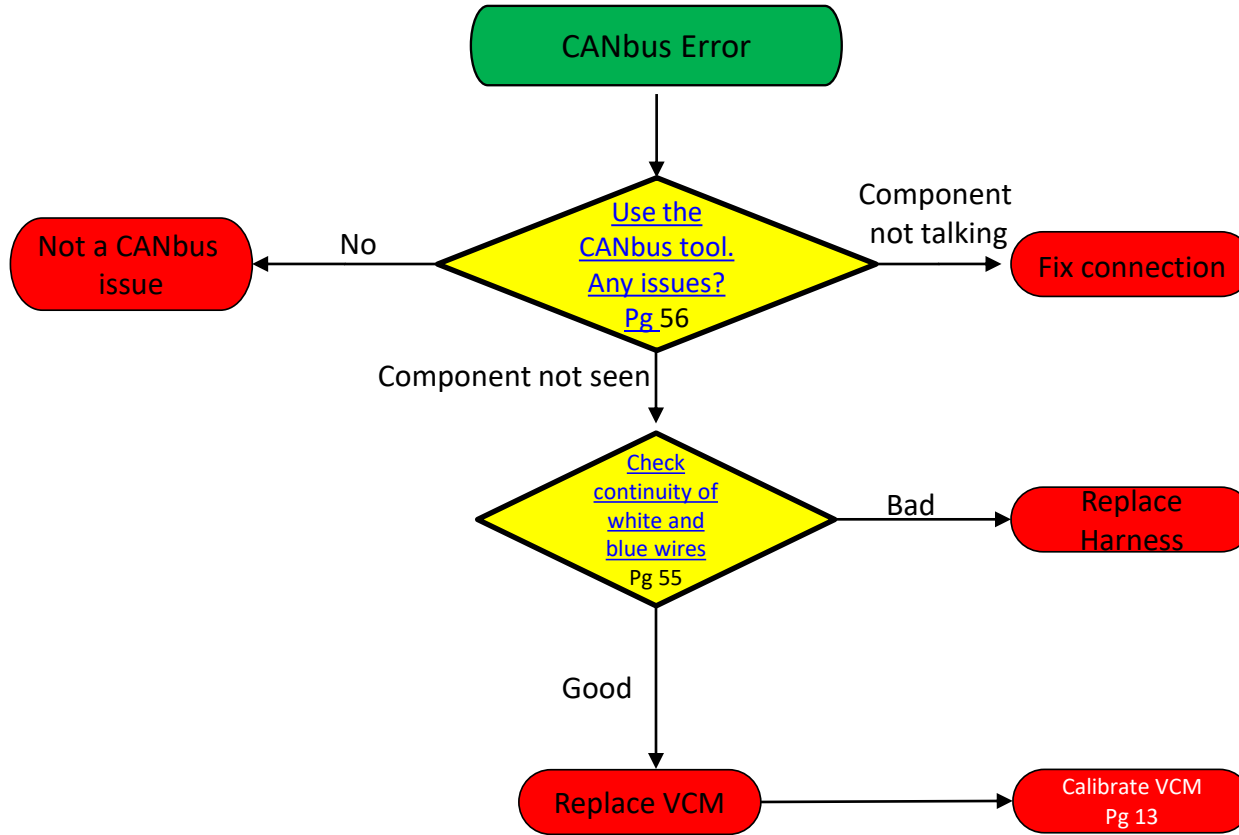 CANbus Error
Use the
CANbus tool.
Any issues?
Pg 56
No
Not a CANbus
issue
Component
not talking
Fix connection
Component not seen
Check
continuity of
white and
blue wires
Pg 55
Bad
Replace
Harness
Good
Replace VCM
Calibrate VCM
Pg 13